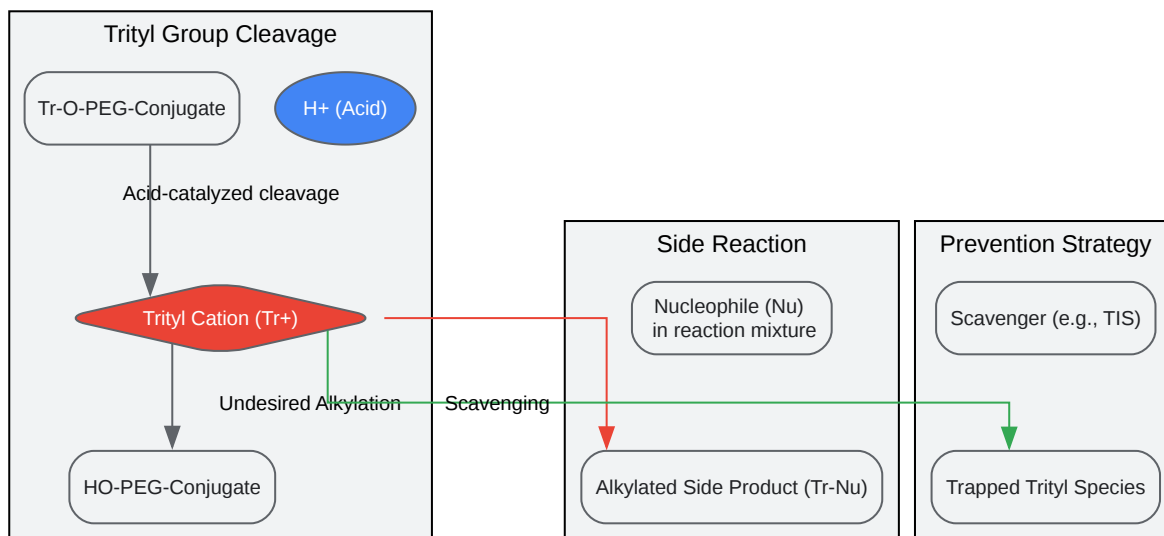 Trityl Group Cleavage
Tr-O-PEG-Conjugate
H+ (Acid)
Acid-catalyzed cleavage
Trityl Cation (Tr+)
Undesired Alkylation
Scavenging
HO-PEG-Conjugate
Side Reaction
Nucleophile (Nu)
in reaction mixture
Alkylated Side Product (Tr-Nu)
Prevention Strategy
Scavenger (e.g., TIS)
Trapped Trityl Species